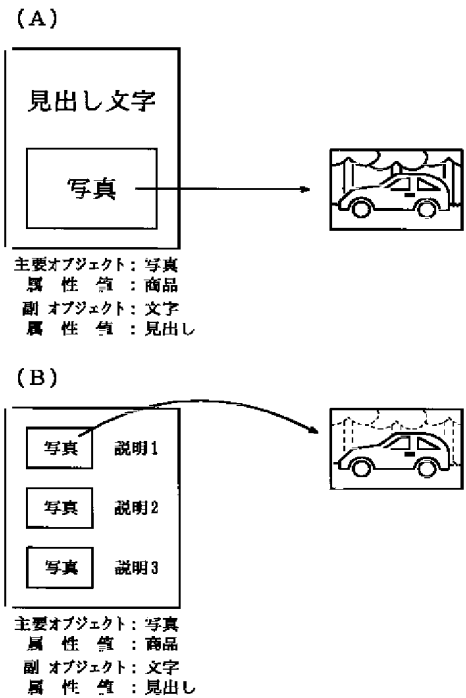 (A)
見出し文字
写真
主要オブジェクト：写真
属 性 値 ：商品
副 オブジェクト：文字
属 性 値 ：見出し
(B)
写真 説明1
写真 説明2
写真 説明3
主要オブジェクト：写真
属 性 値 ：商品
副 オブジェクト：文字
属 性 値 ：見出し